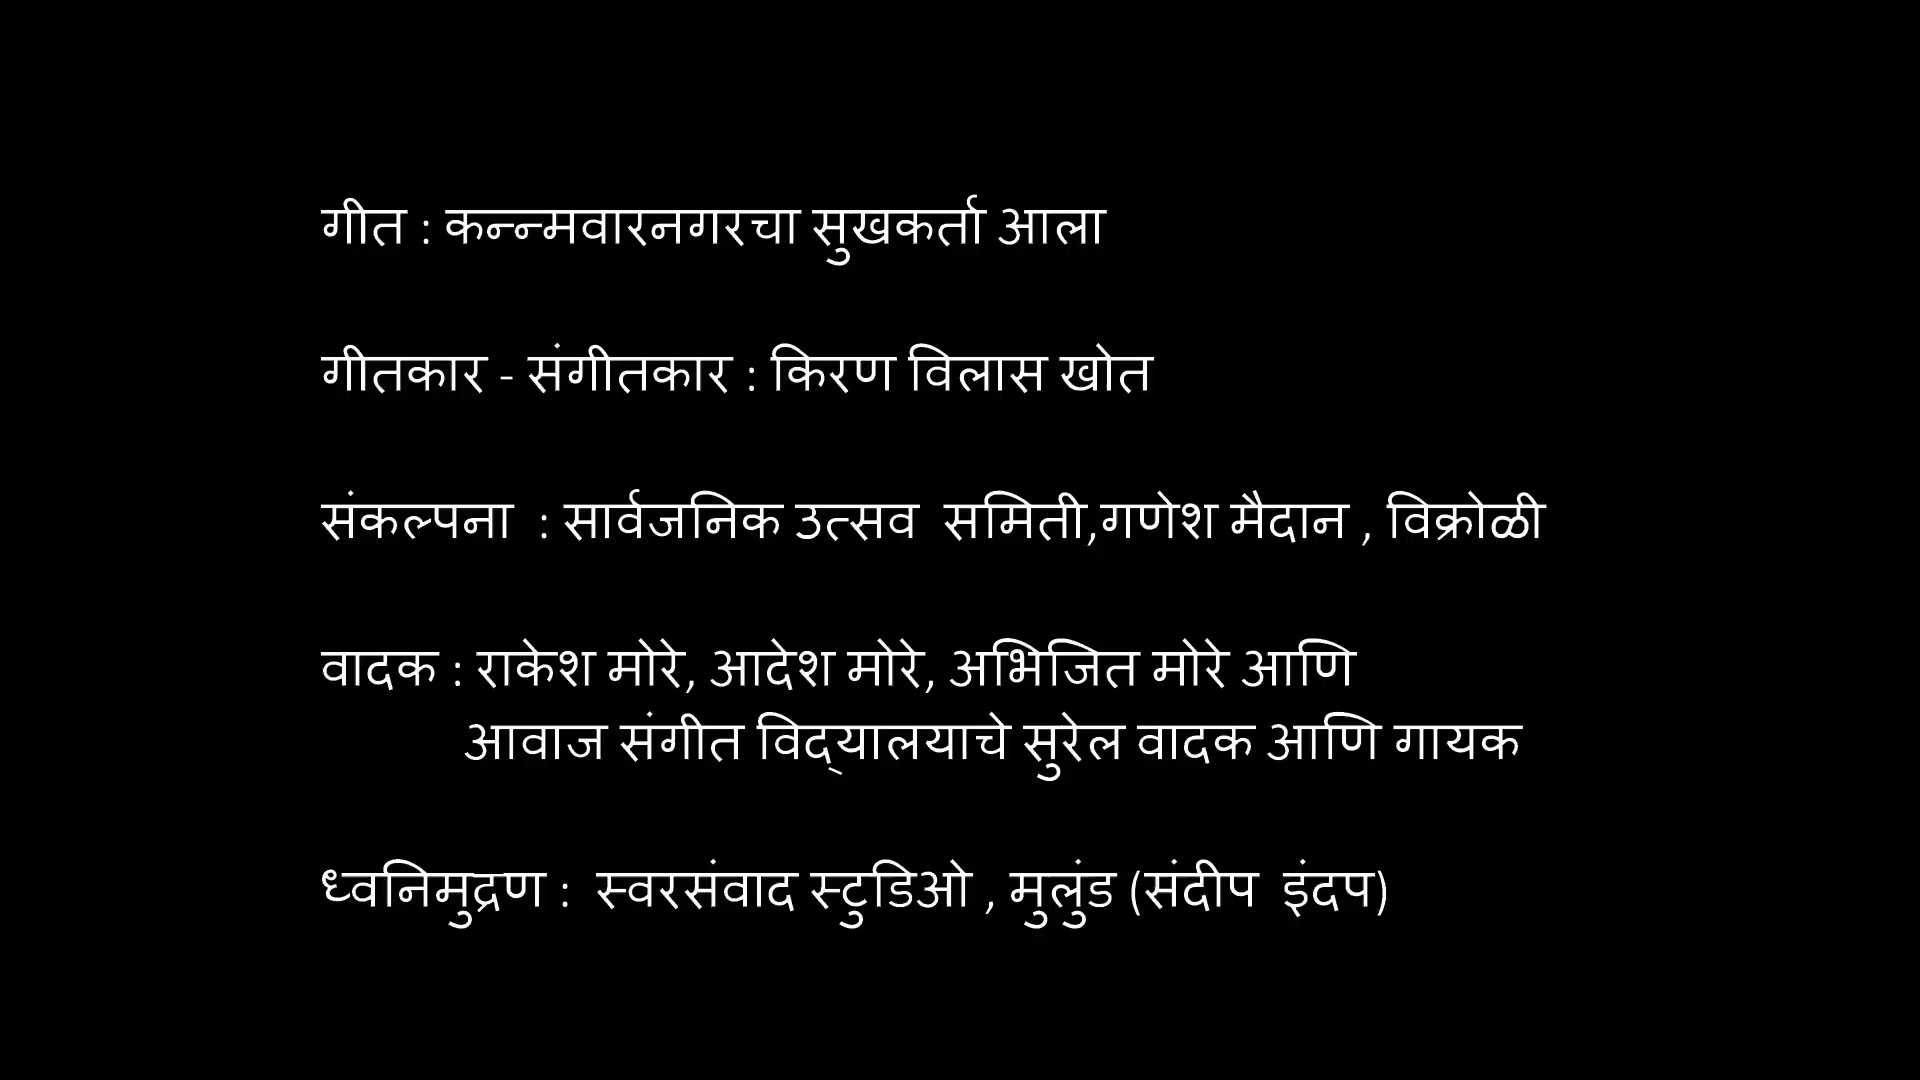 गीत : कन्न्मवारनगरचा सुखकर्ता आला
गीतकार - संगीतकार : किरण विलास खोत
संकल्पना : सार्वजनिक उत्सव समिती,गणेश मैदान , विक्रोळी
वादक : राकेश मोरे, आदेश मोरे, अभिजित मोरे आणि
आवाज संगीत विद्‌यालयाचे सुरेल वादक आणि गायक
ध्वनिमुद्रण : स्वरसंवाद स्टुडिओ , मुलुंड (संदीप इंदप)